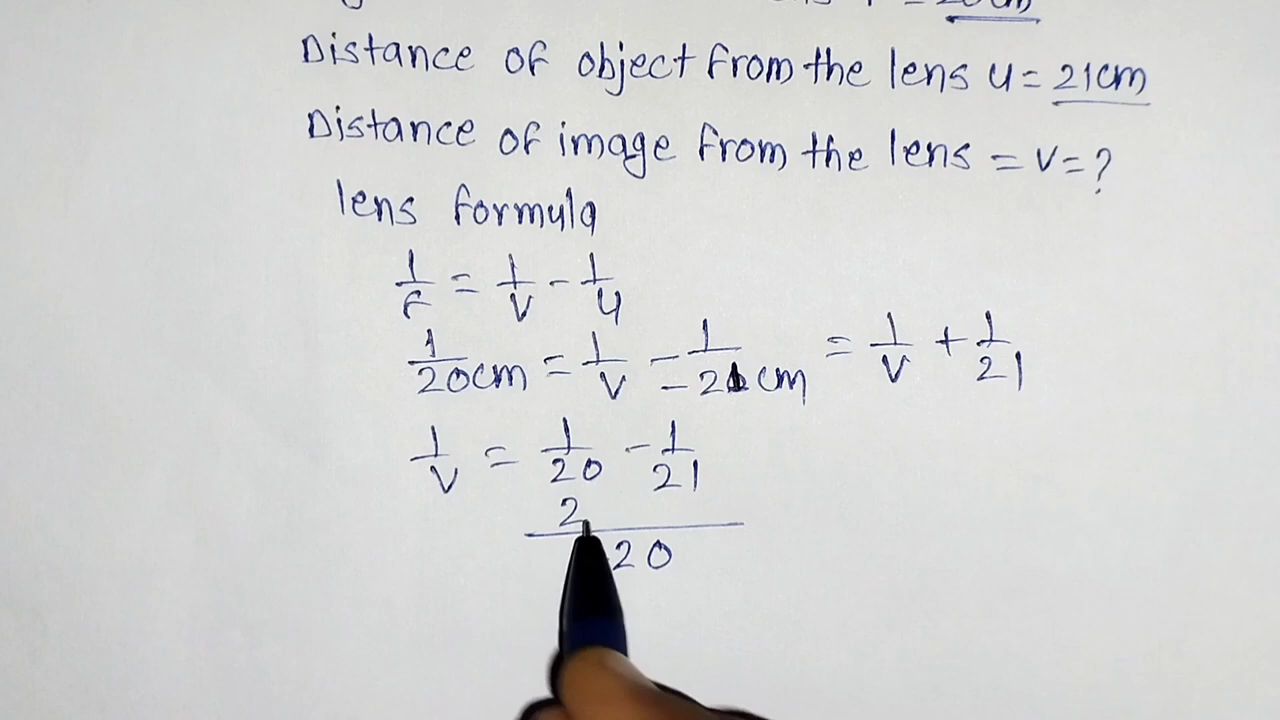 Distance of object from the lens u = 21cm
Distance of image from the lens = v = ?
lens formula
1/f = 1/v - 1/u
1/20cm = 1/v - 1/-21cm = 1/v + 1/21
1/v = 1/20 - 1/21
2
20